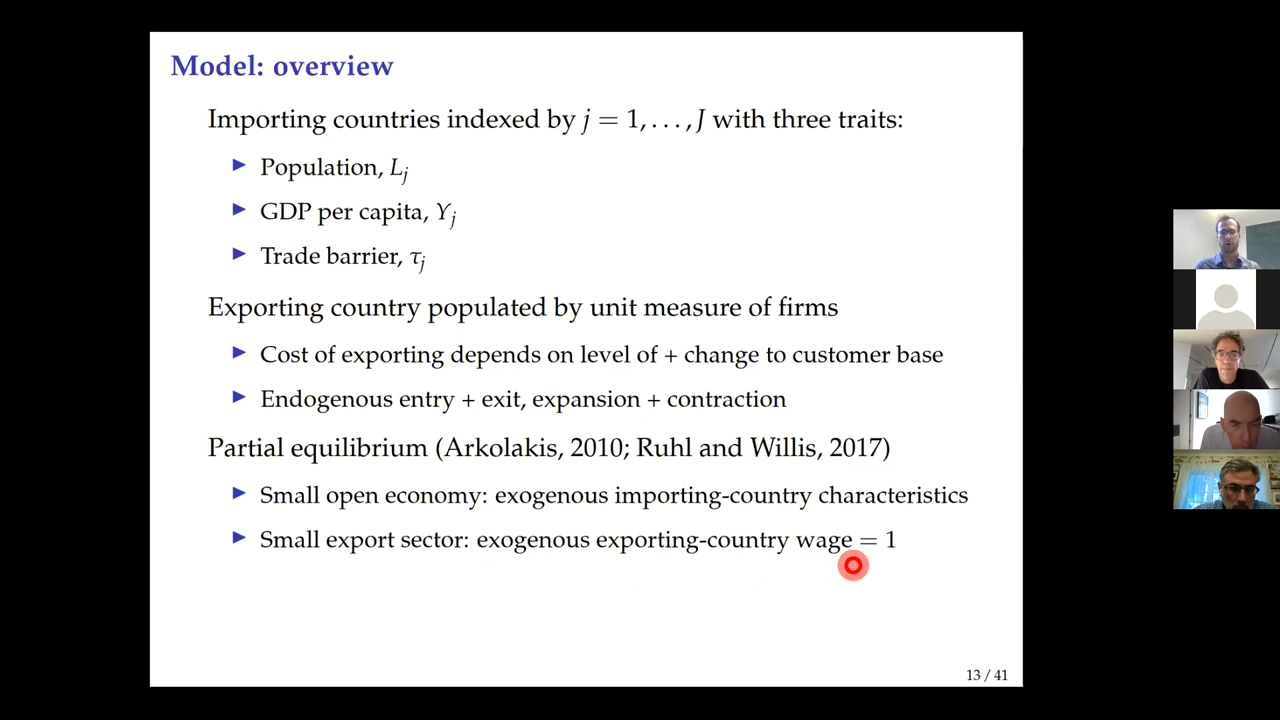 Model: overview
Importing countries indexed by j = 1, . . . , J with three traits:
▶ Population, L_j
▶ GDP per capita, Y_j
▶ Trade barrier, τ_j
Exporting country populated by unit measure of firms
▶ Cost of exporting depends on level of + change to customer base
▶ Endogenous entry + exit, expansion + contraction
Partial equilibrium (Arkolakis, 2010; Ruhl and Willis, 2017)
▶ Small open economy: exogenous importing-country characteristics
▶ Small export sector: exogenous exporting-country wage = 1
13 / 41